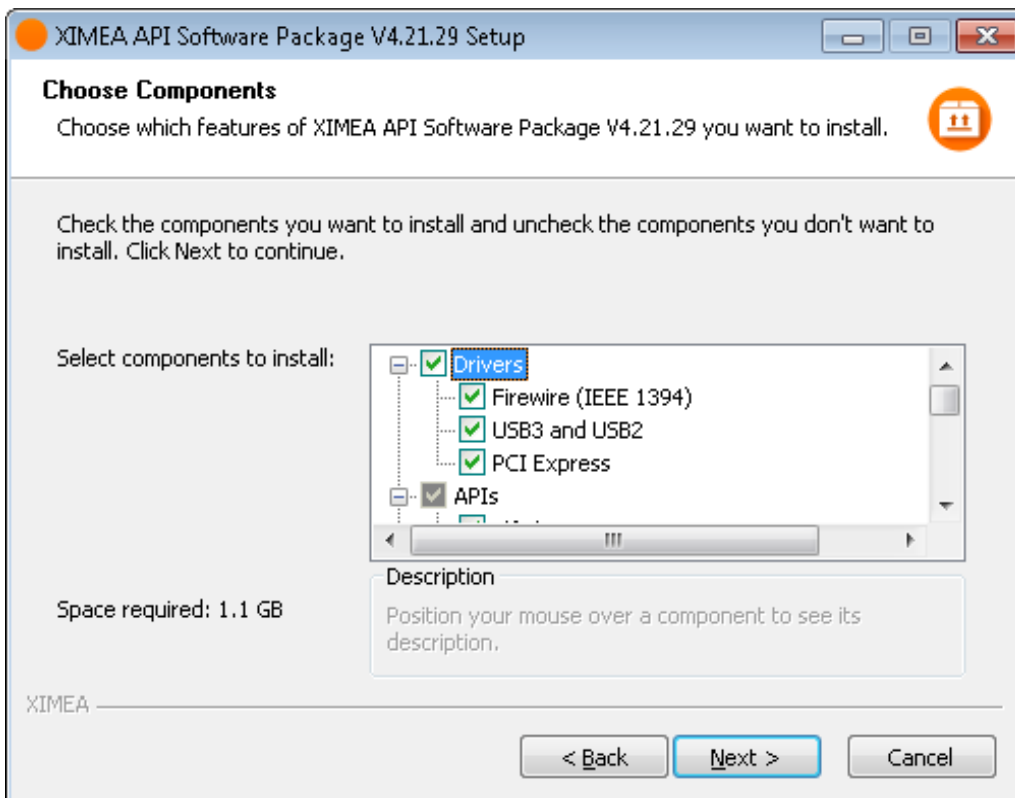 XIMEA API Software Package V4.21.29 Setup
Choose Components
Choose which features of XIMEA API Software Package V4.21.29 you want to install.
Check the components you want to install and uncheck the components you don't want to
install. Click Next to continue.
Select components to install:
Drivers
Firewire (IEEE 1394)
USB3 and USB2
PCI Express
APIs
Space required: 1.1 GB
Description
Position your mouse over a component to see its
description.
XIMEA
< Back
Next >
Cancel